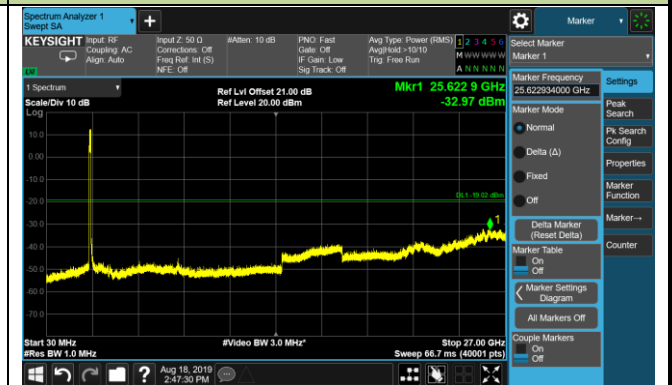 Spectrum Analyzer 1
Swept SA
+
Marker
KEYSIGHT
Input: RF
Coupling: AC
Align: Auto
Input Z: 50 Ω
Corrections: Off
Freq Ref: Int (S)
NFE: Off
#Atten: 10 dB
PNO: Fast
Gate: Off
IF Gain: Low
Sig Track: Off
Avg Type: Power (RMS)
Avg|Hold:>10/10
Trig: Free Run
1 2 3 4 5 6
M W W W W W
A N N N N N
Select Marker
Marker 1
1 Spectrum
Scale/Div 10 dB
Log
Ref Lvl Offset 21.00 dB
Ref Level 20.00 dBm
Mkr1 25.622 9 GHz
-32.97 dBm
10.0
0.00
-10.0
-20.0
-30.0
-40.0
-50.0
-60.0
-70.0
DL1 -19.02 dBm
1
Start 30 MHz
#Res BW 1.0 MHz
#Video BW 3.0 MHz*
Stop 27.00 GHz
Sweep 66.7 ms (40001 pts)
Marker Frequency
25.622934000 GHz
Marker Mode
Normal
Delta (Δ)
Fixed
Off
Delta Marker
(Reset Delta)
Marker Table
On
Off
Marker Settings
Diagram
All Markers Off
Couple Markers
On
Off
Settings
Peak
Search
Pk Search
Config
Properties
Marker
Function
Marker→
Counter
?
Aug 18, 2019
2:47:30 PM